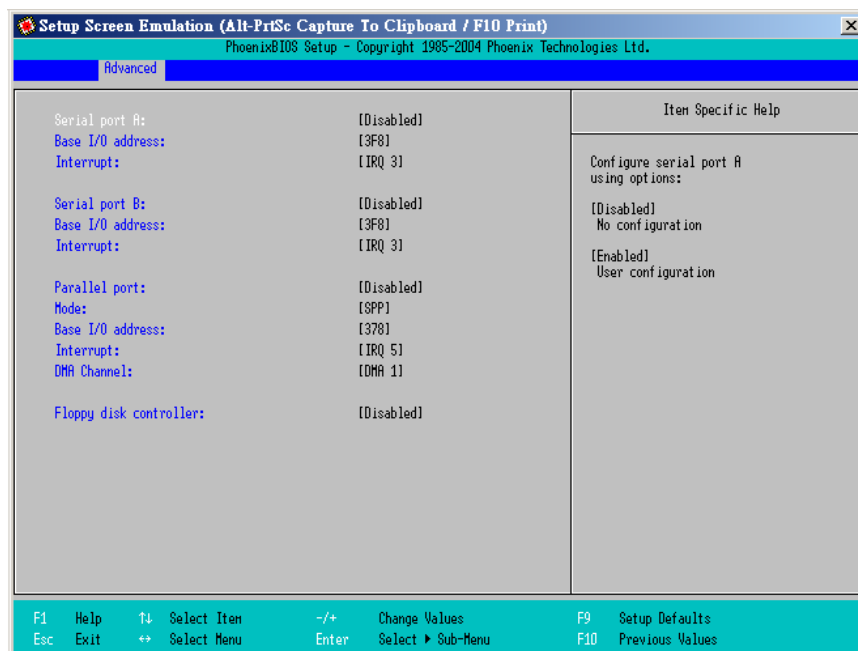 Setup Screen Emulation (Alt-PrtSc Capture To Clipboard / F10 Print)
PhoenixBIOS Setup - Copyright 1985-2004 Phoenix Technologies Ltd.
Advanced
Serial port A: [Disabled]
Base I/O address: [3F8]
Interrupt: [IRQ 3]
Serial port B: [Disabled]
Base I/O address: [3F8]
Interrupt: [IRQ 3]
Parallel port: [Disabled]
Mode: [SPP]
Base I/O address: [378]
Interrupt: [IRQ 5]
DMA Channel: [DMA 1]
Floppy disk controller: [Disabled]
Item Specific Help
Configure serial port A
using options:
[Disabled]
No configuration
[Enabled]
User configuration
F1 Help ↑↓ Select Item -/+ Change Values F9 Setup Defaults
Esc Exit ↔ Select Menu Enter Select ▶ Sub-Menu F10 Previous Values